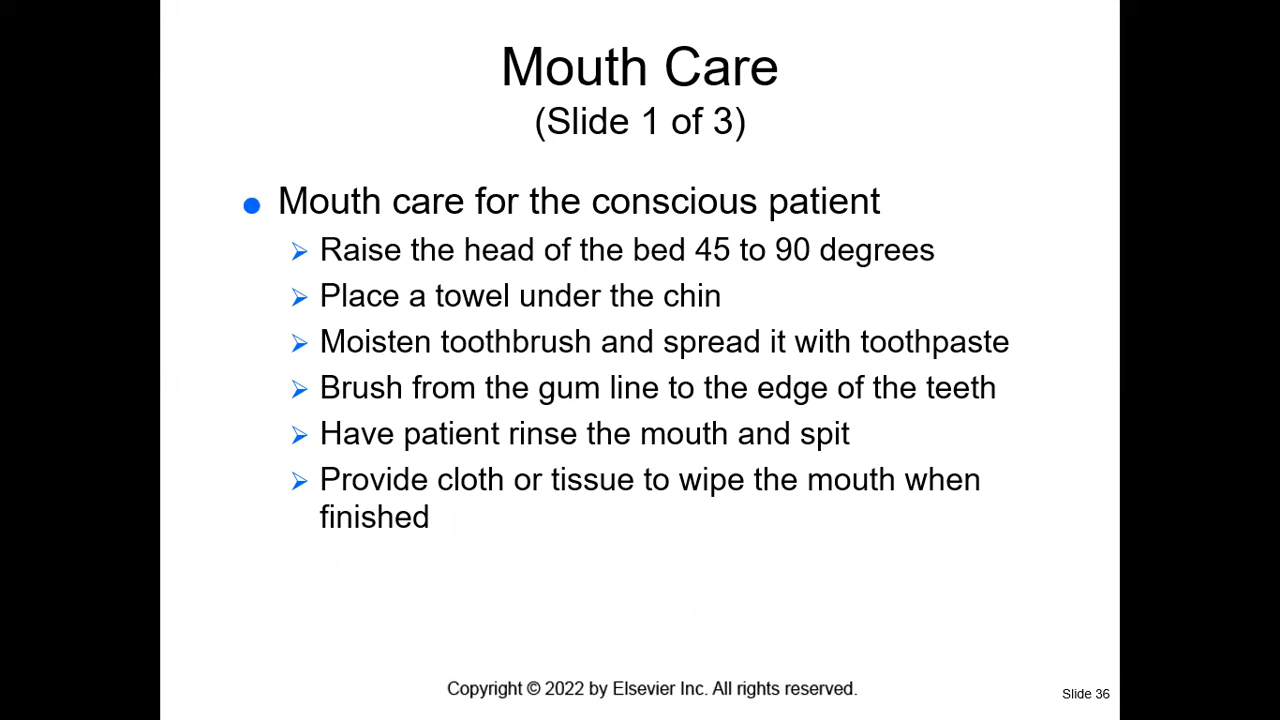 Mouth Care
(Slide 1 of 3)
Mouth care for the conscious patient
Raise the head of the bed 45 to 90 degrees
Place a towel under the chin
Moisten toothbrush and spread it with toothpaste
Brush from the gum line to the edge of the teeth
Have patient rinse the mouth and spit
Provide cloth or tissue to wipe the mouth when
finished
Copyright © 2022 by Elsevier Inc. All rights reserved.
Slide 36